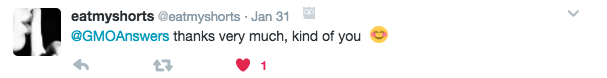 eatmyshorts @eatmyshorts · Jan 31
@GMOAnswers thanks very much, kind of you 😊
1